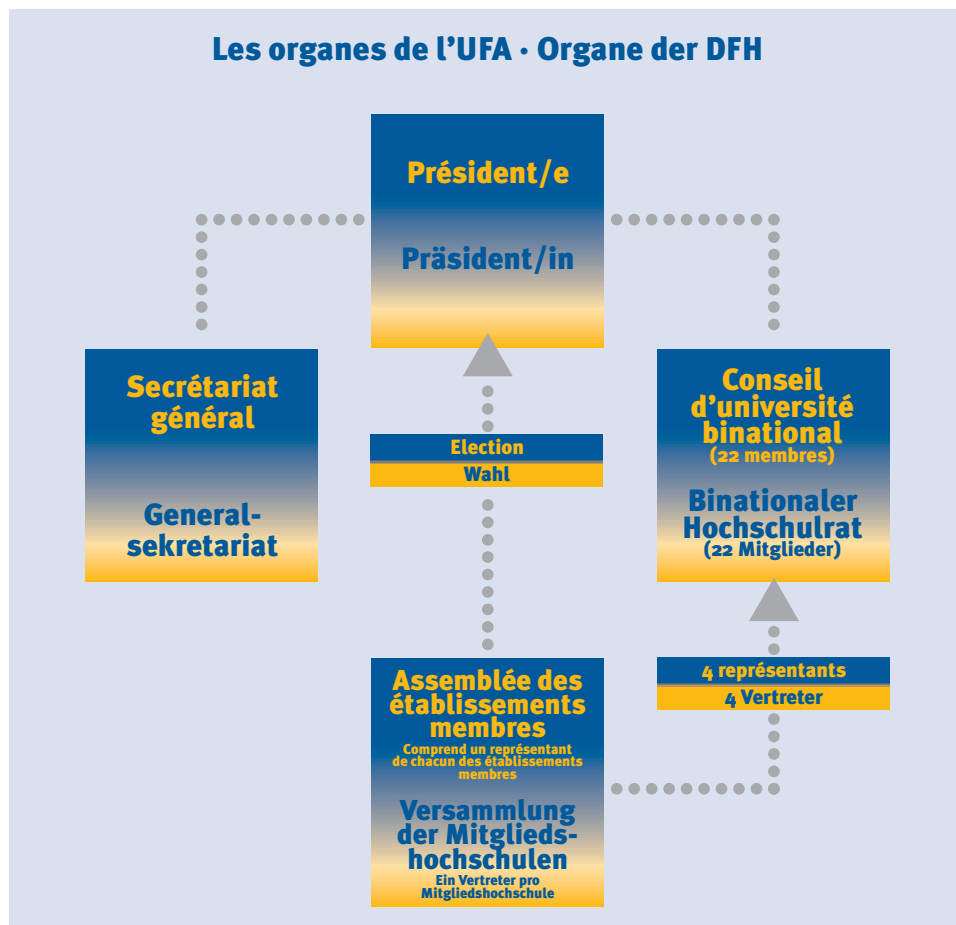 Les organes de l’UFA · Organe der DFH
Président/e
Präsident/in
Secrétariat
général
General-
sekretariat
Election
Wahl
Conseil
d’université
binational
(22 membres)
Binationaler
Hochschulrat
(22 Mitglieder)
4 représentants
4 Vertreter
Assemblée des
établissements
membres
Comprend un représentant
de chacun des établissements
membres
Versammlung
der Mitglieds-
hochschulen
Ein Vertreter pro
Mitgliedshochschule